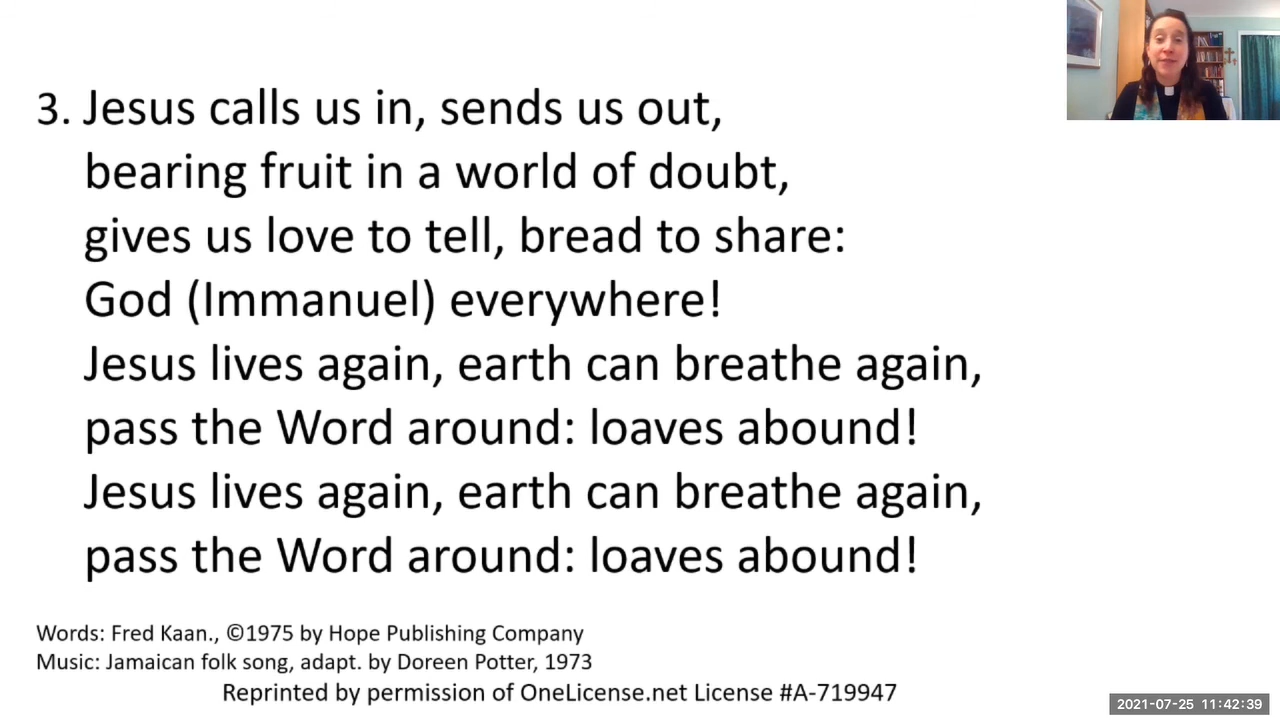 3. Jesus calls us in, sends us out,
bearing fruit in a world of doubt,
gives us love to tell, bread to share:
God (Immanuel) everywhere!
Jesus lives again, earth can breathe again,
pass the Word around: loaves abound!
Jesus lives again, earth can breathe again,
pass the Word around: loaves abound!
Words: Fred Kaan., ©1975 by Hope Publishing Company
Music: Jamaican folk song, adapt. by Doreen Potter, 1973
Reprinted by permission of OneLicense.net License #A-719947
2021-07-25 11:42:39